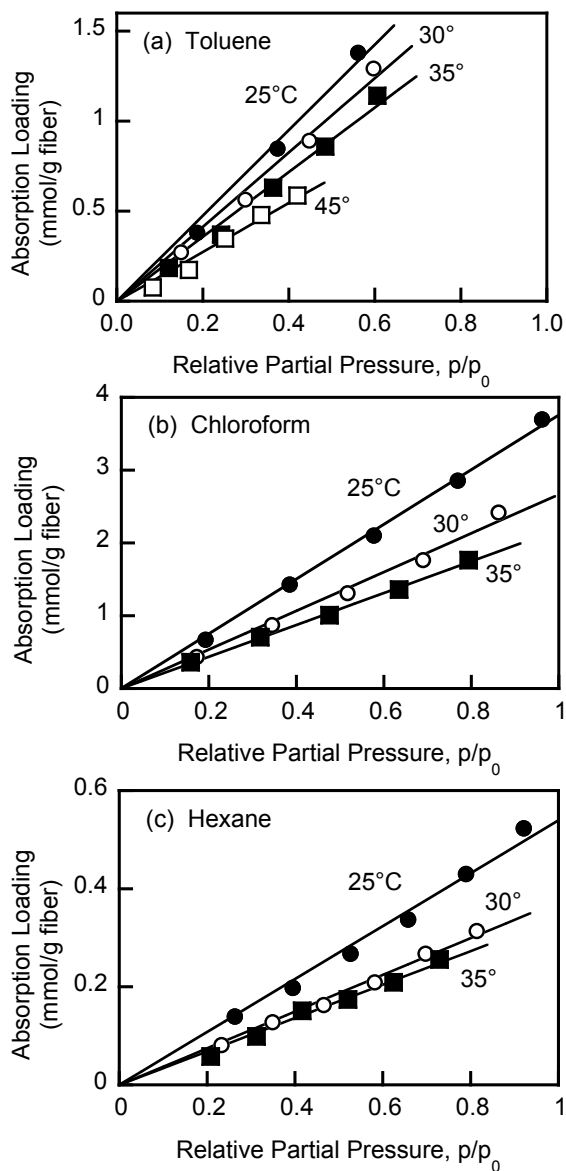 (a) Toluene
1.5
1
0.5
0
25°C
30°
35°
45°
0.0
0.2
0.4
0.6
0.8
1.0
Absorption Loading
(mmol/g fiber)
Relative Partial Pressure, p/p₀
(b) Chloroform
4
3
2
1
0
25°C
30°
35°
0
0.2
0.4
0.6
0.8
1
Absorption Loading
(mmol/g fiber)
Relative Partial Pressure, p/p₀
(c) Hexane
0.6
0.4
0.2
0
25°C
30°
35°
0
0.2
0.4
0.6
0.8
1
Absorption Loading
(mmol/g fiber)
Relative Partial Pressure, p/p₀